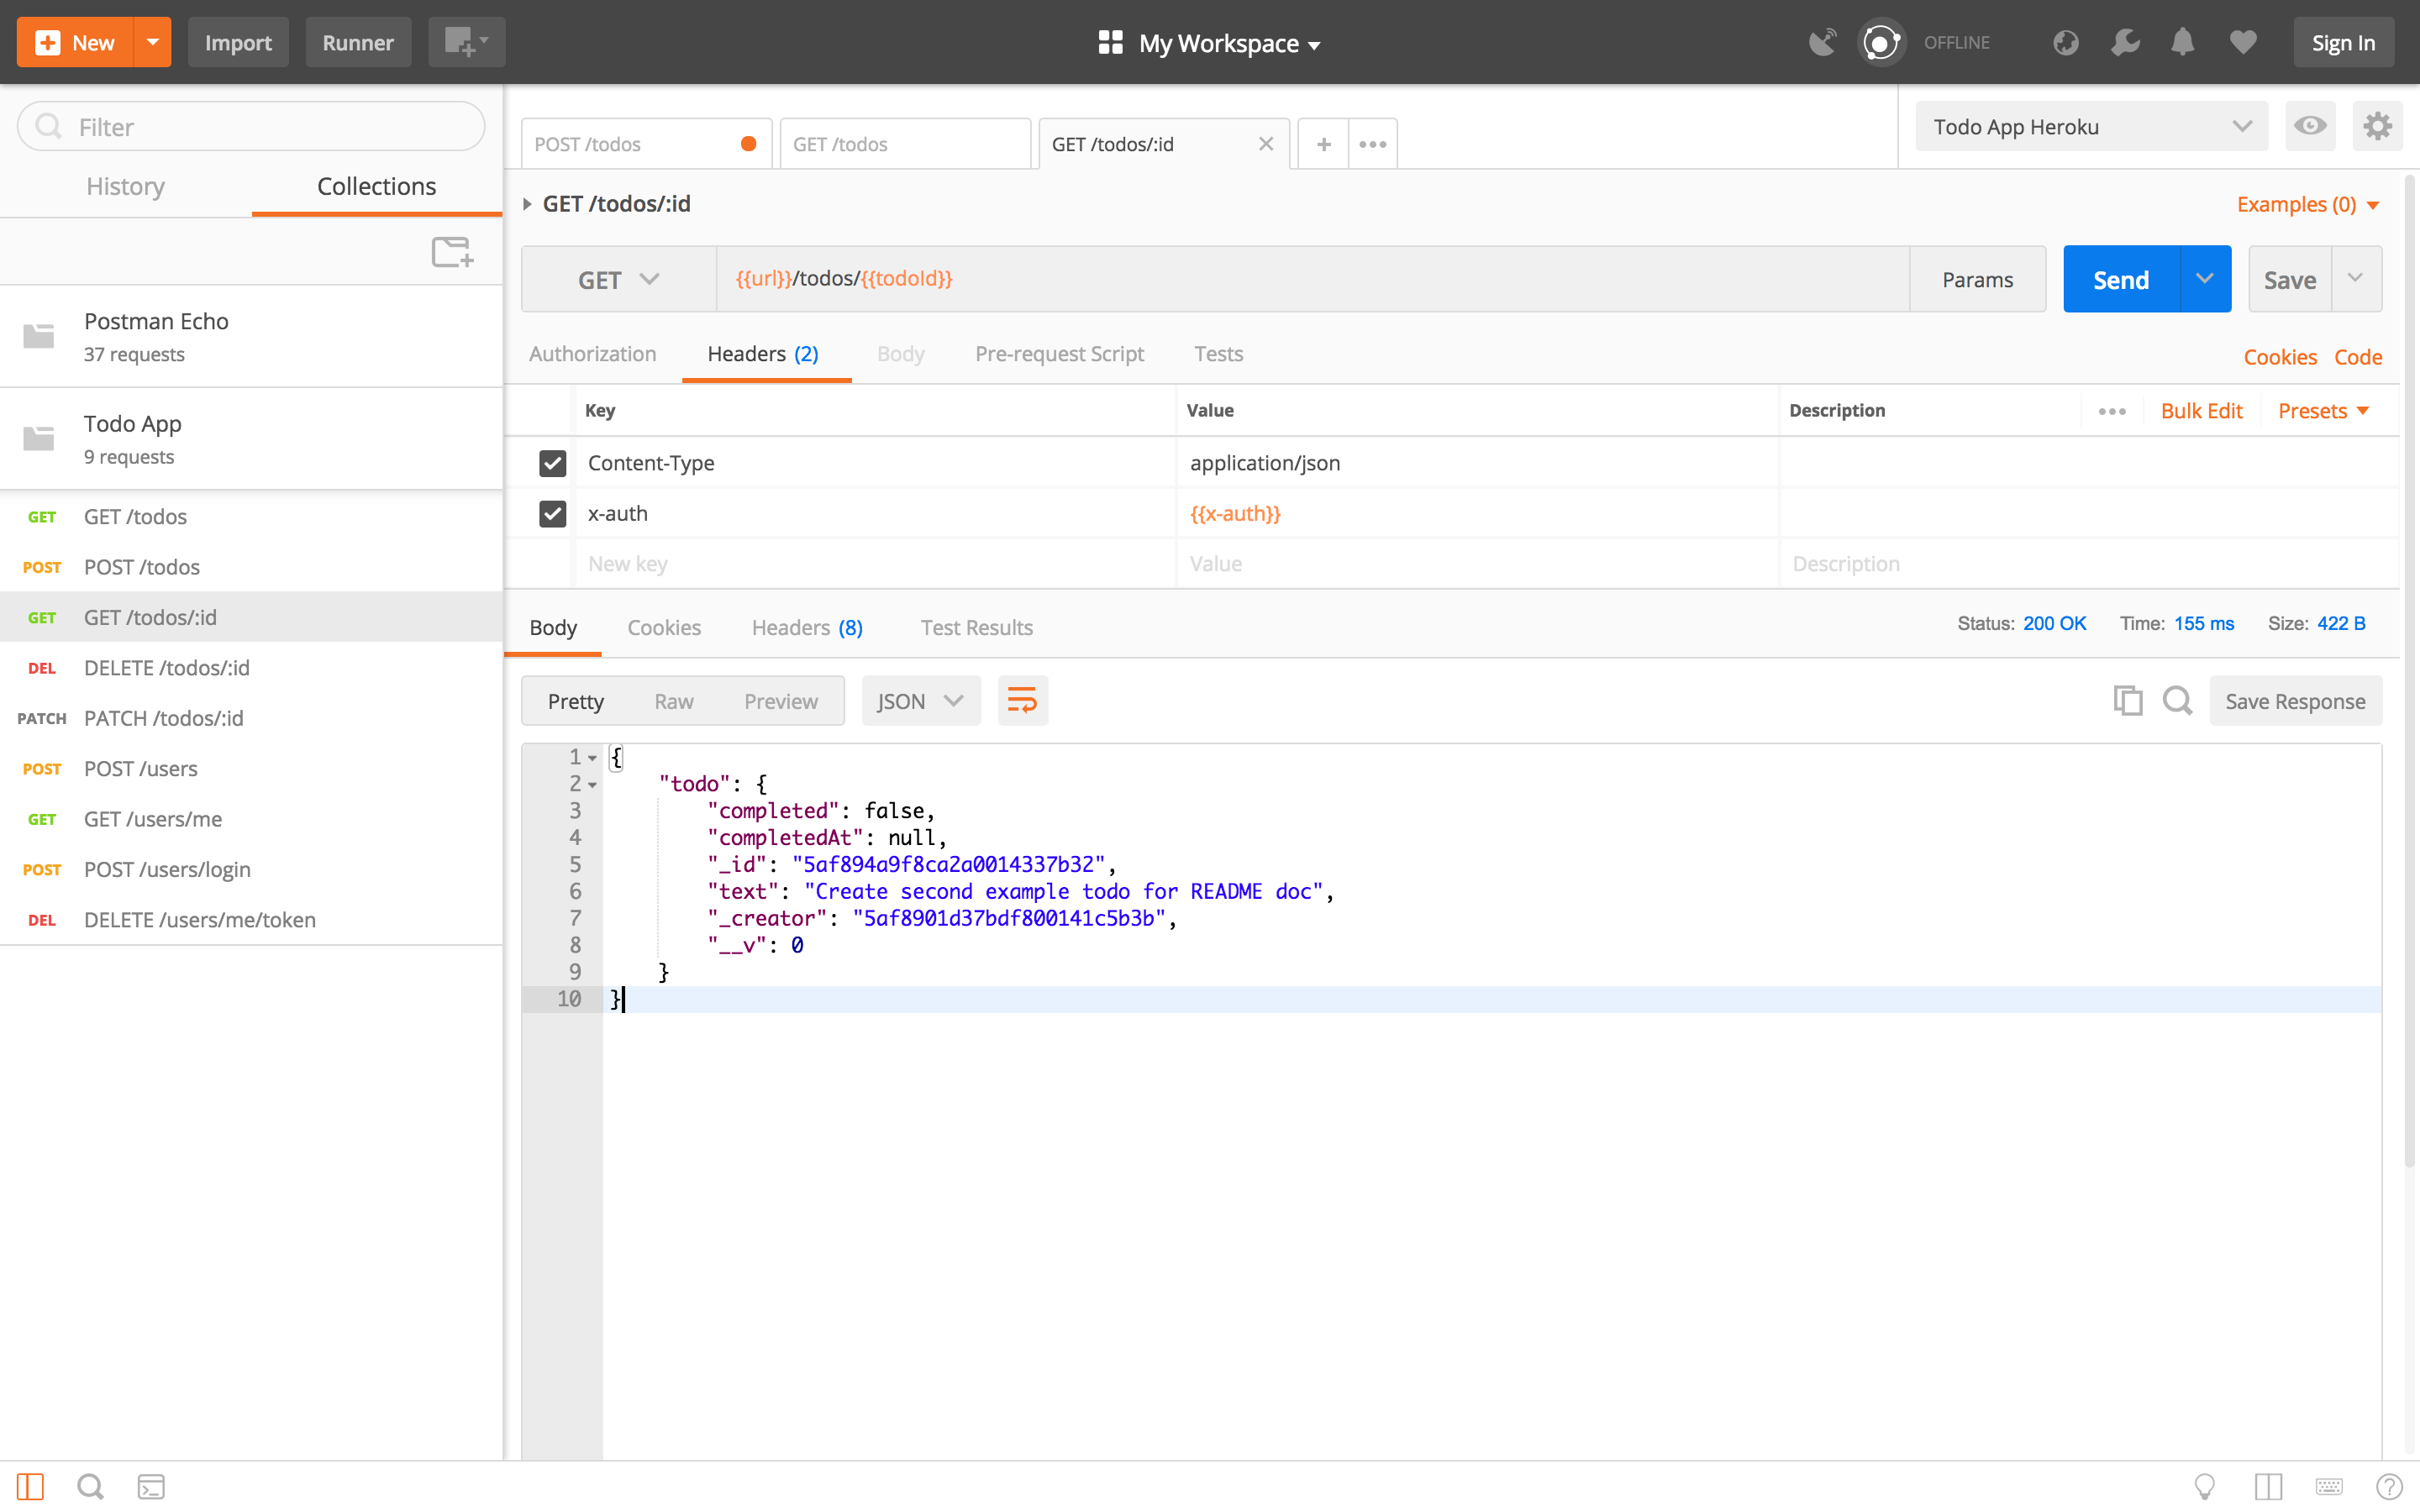 New
Import
Runner
My Workspace
OFFLINE
Sign In
Filter
History
Collections
Postman Echo
37 requests
Todo App
9 requests
GET GET /todos
POST POST /todos
GET GET /todos/:id
DEL DELETE /todos/:id
PATCH PATCH /todos/:id
POST POST /users
GET GET /users/me
POST POST /users/login
DEL DELETE /users/me/token
POST /todos
GET /todos
GET /todos/:id
Todo App Heroku
GET /todos/:id
Examples (0)
GET
{{url}}/todos/{{todoId}}
Params
Send
Save
Authorization
Headers (2)
Body
Pre-request Script
Tests
Cookies
Code
Key Value Description
Bulk Edit
Presets
Content-Type application/json
x-auth {{x-auth}}
New key Value Description
Body
Cookies
Headers (8)
Test Results
Status: 200 OK
Time: 155 ms
Size: 422 B
Pretty
Raw
Preview
JSON
Save Response
1 {
2 "todo": {
3 "completed": false,
4 "completedAt": null,
5 "_id": "5af894a9f8ca2a0014337b32",
6 "text": "Create second example todo for README doc",
7 "_creator": "5af8901d37bdf800141c5b3b",
8 "__v": 0
9 }
10 }